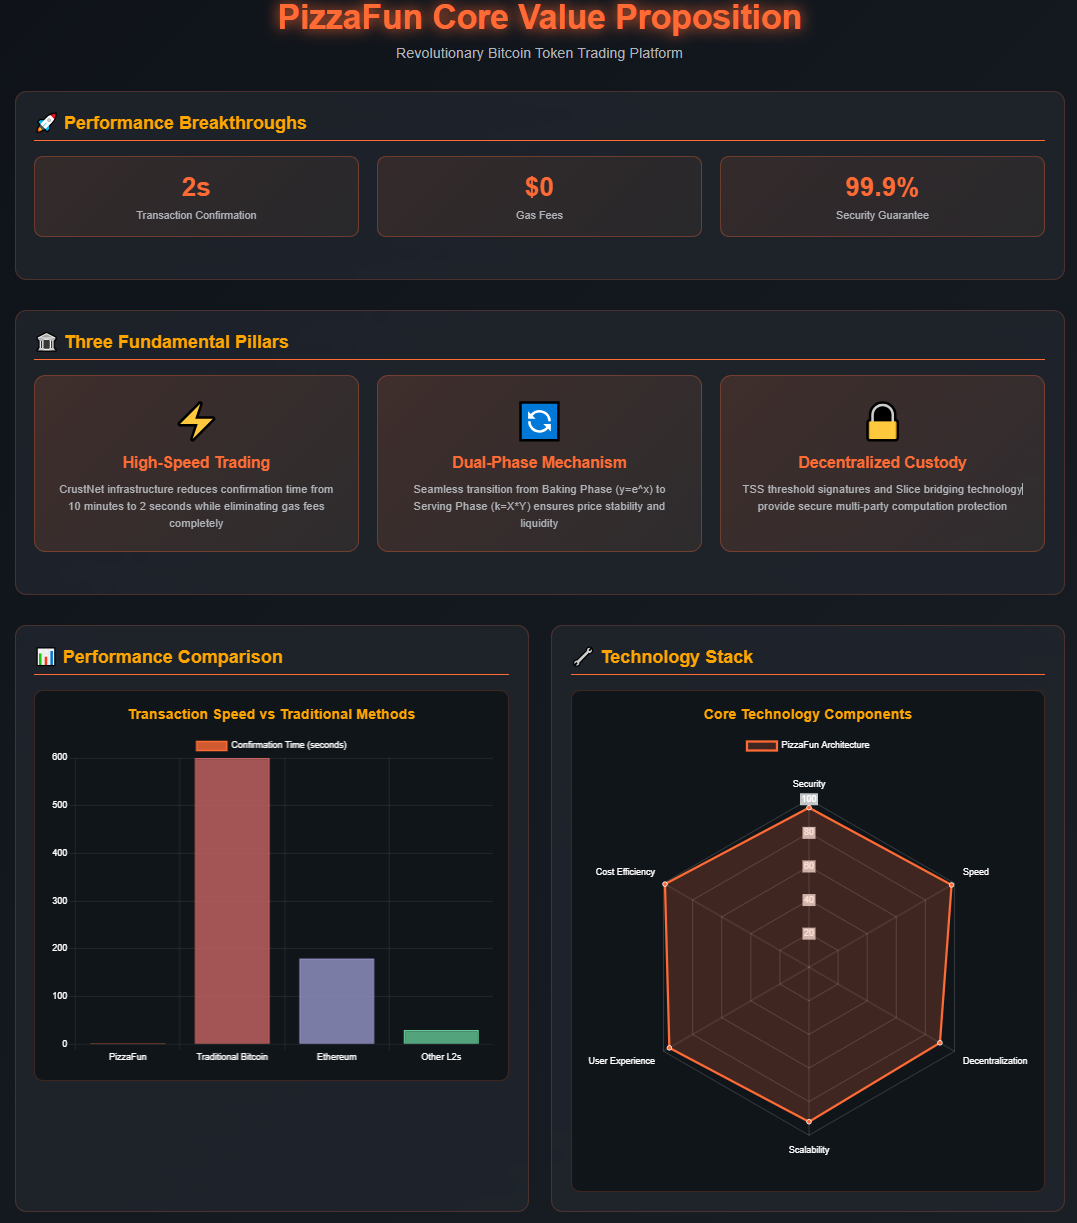 PizzaFun Core Value Proposition
Revolutionary Bitcoin Token Trading Platform
Performance Breakthroughs
2s
Transaction Confirmation
$0
Gas Fees
99.9%
Security Guarantee
Three Fundamental Pillars
High-Speed Trading
CrustNet infrastructure reduces confirmation time from
10 minutes to 2 seconds while eliminating gas fees
completely
Dual-Phase Mechanism
Seamless transition from Baking Phase (y=e^x) to
Serving Phase (k=X*Y) ensures price stability and
liquidity
Decentralized Custody
TSS threshold signatures and Slice bridging technology
provide secure multi-party computation protection
Performance Comparison
Transaction Speed vs Traditional Methods
Confirmation Time (seconds)
600
500
400
300
200
100
0
PizzaFun
Traditional Bitcoin
Ethereum
Other L2s
Technology Stack
Core Technology Components
PizzaFun Architecture
Security
100
80
60
40
20
Cost Efficiency
Speed
User Experience
Decentralization
Scalability